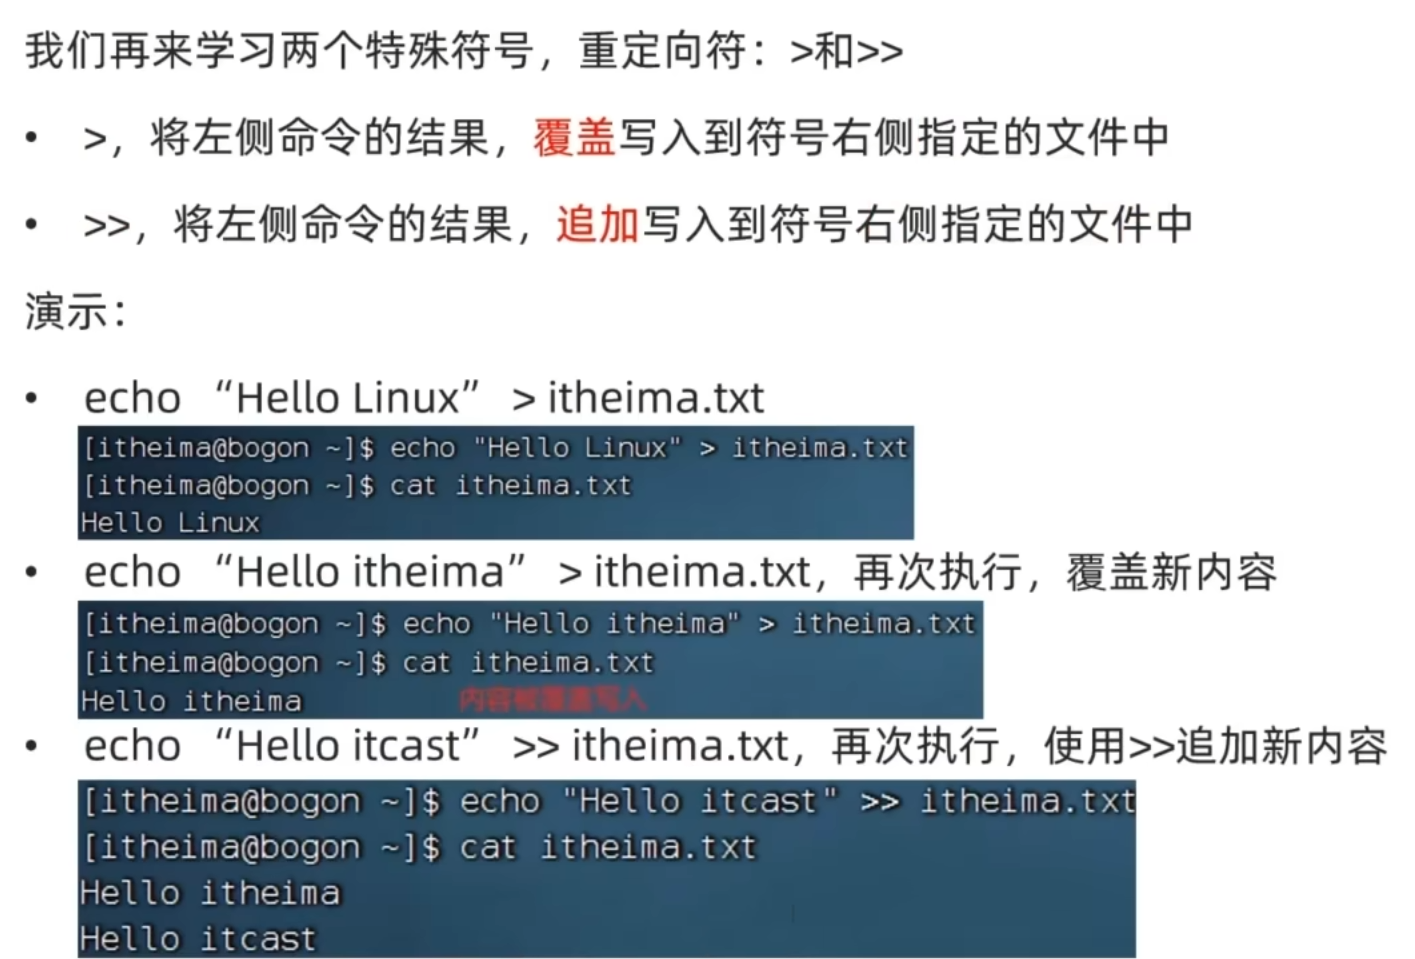 我们再来学习两个特殊符号，重定向符：>和>>
• >，将左侧命令的结果，覆盖写入到符号右侧指定的文件中
• >>，将左侧命令的结果，追加写入到符号右侧指定的文件中
演示：
• echo “Hello Linux” > itheima.txt
[itheima@bogon ~]$ echo "Hello Linux" > itheima.txt
[itheima@bogon ~]$ cat itheima.txt
Hello Linux
• echo “Hello itheima” > itheima.txt，再次执行，覆盖新内容
[itheima@bogon ~]$ echo "Hello itheima" > itheima.txt
[itheima@bogon ~]$ cat itheima.txt
Hello itheima 内容被覆盖写入
• echo “Hello itcast” >> itheima.txt，再次执行，使用>>追加新内容
[itheima@bogon ~]$ echo "Hello itcast" >> itheima.txt
[itheima@bogon ~]$ cat itheima.txt
Hello itheima
Hello itcast